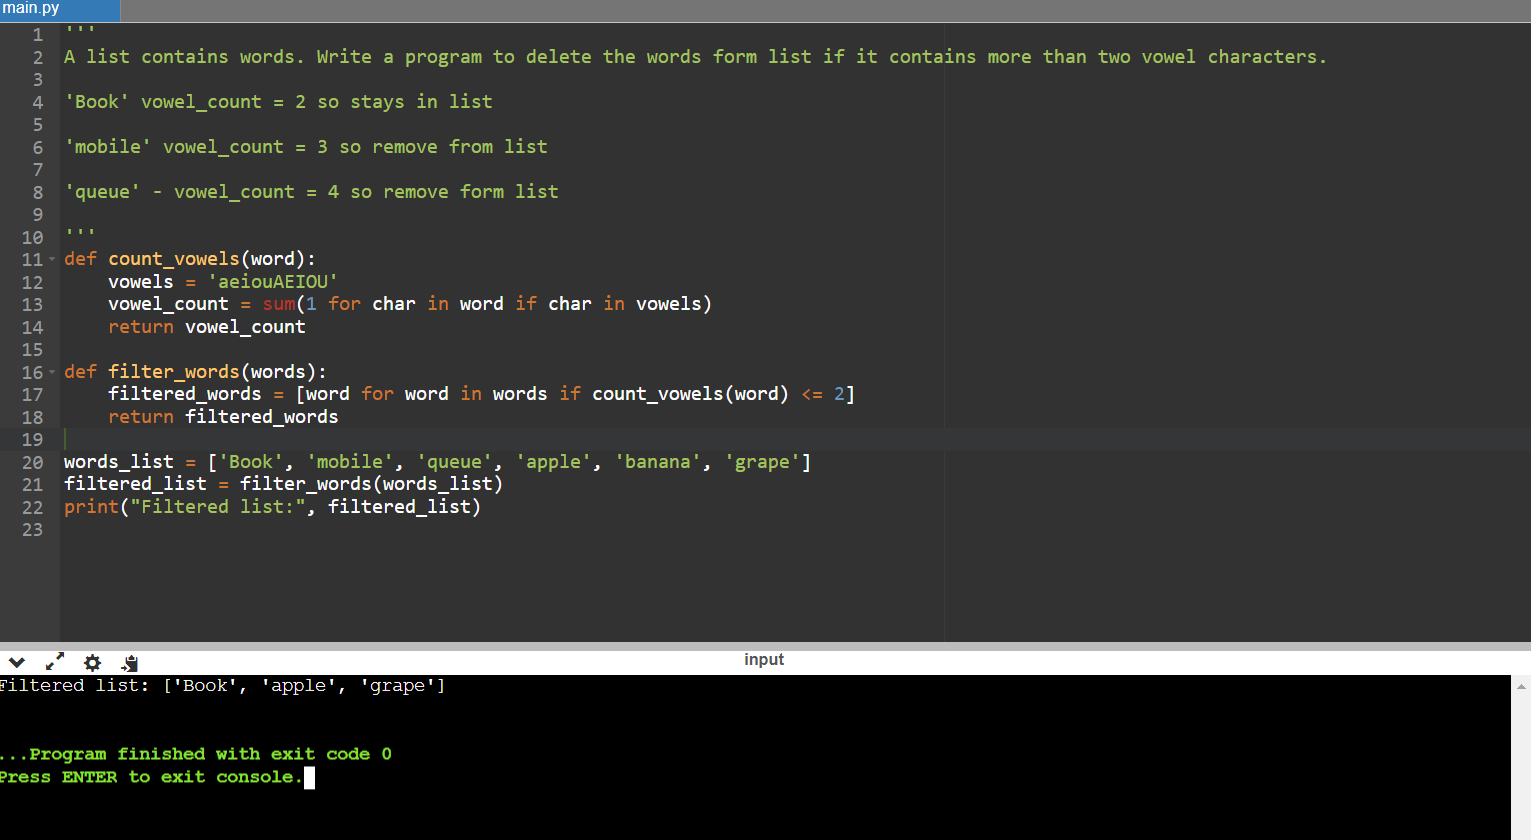 main.py
1 '''
2 A list contains words. Write a program to delete the words form list if it contains more than two vowel characters.
3
4 'Book' vowel_count = 2 so stays in list
5
6 'mobile' vowel_count = 3 so remove from list
7
8 'queue' - vowel_count = 4 so remove form list
9
10 '''
11 def count_vowels(word):
12     vowels = 'aeiouAEIOU'
13     vowel_count = sum(1 for char in word if char in vowels)
14     return vowel_count
15
16 def filter_words(words):
17     filtered_words = [word for word in words if count_vowels(word) <= 2]
18     return filtered_words
19
20 words_list = ['Book', 'mobile', 'queue', 'apple', 'banana', 'grape']
21 filtered_list = filter_words(words_list)
22 print("Filtered list:", filtered_list)
23
input
Filtered list: ['Book', 'apple', 'grape']
...Program finished with exit code 0
Press ENTER to exit console.